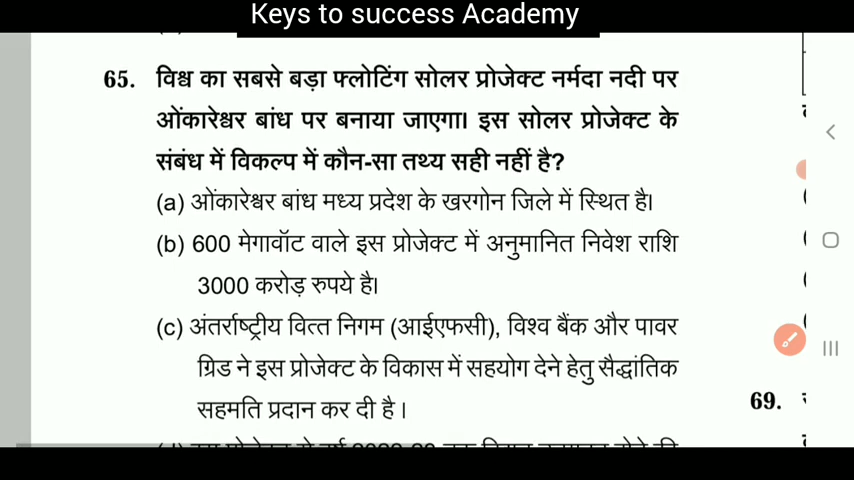 Keys to success Academy
65. विश्व का सबसे बड़ा फ्लोटिंग सोलर प्रोजेक्ट नर्मदा नदी पर
ओंकारेश्वर बांध पर बनाया जाएगा। इस सोलर प्रोजेक्ट के
संबंध में विकल्प में कौन-सा तथ्य सही नहीं है?
(a) ओंकारेश्वर बांध मध्य प्रदेश के खरगोन जिले में स्थित है।
(b) 600 मेगावॉट वाले इस प्रोजेक्ट में अनुमानित निवेश राशि
3000 करोड़ रुपये है।
(c) अंतर्राष्ट्रीय वित्त निगम (आईएफसी), विश्व बैंक और पावर
ग्रिड ने इस प्रोजेक्ट के विकास में सहयोग देने हेतु सैद्धांतिक
सहमति प्रदान कर दी है।
69.